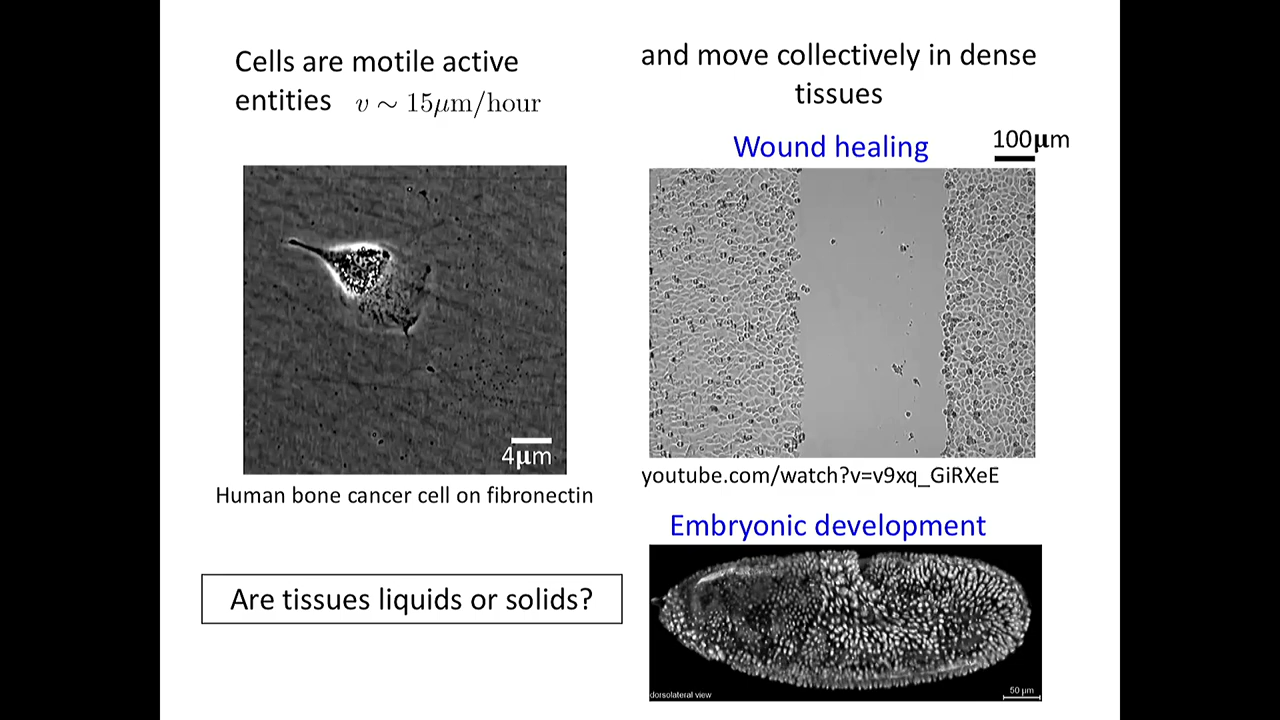 Cells are motile active
entities v ∼ 15μm/hour
4μm
Human bone cancer cell on fibronectin
Are tissues liquids or solids?
and move collectively in dense
tissues
Wound healing
100μm
youtube.com/watch?v=v9xq_GiRXeE
Embryonic development
dorsolateral view
50 μm